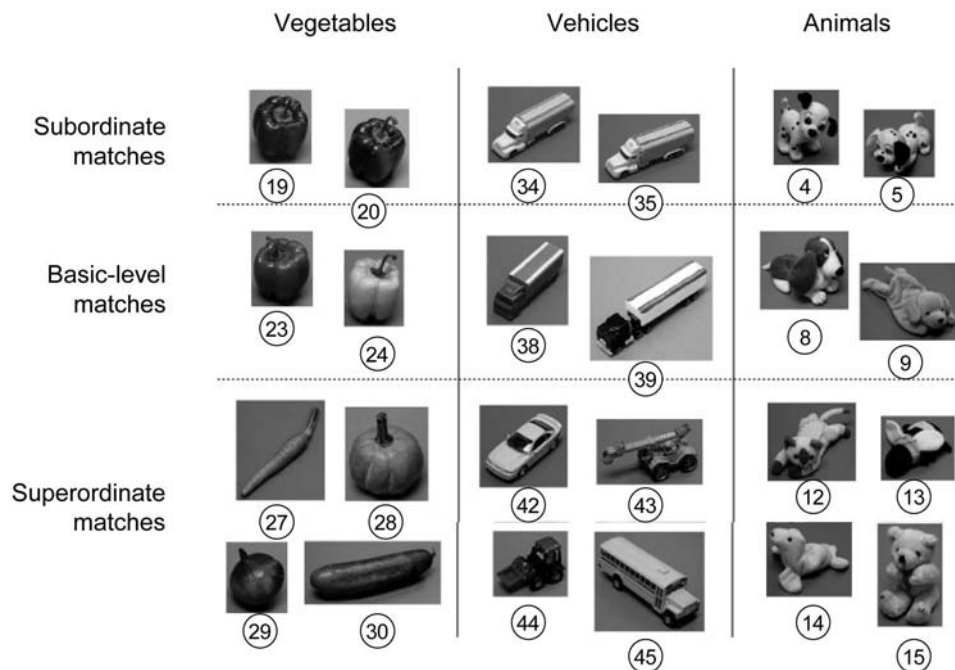 Vegetables
Vehicles
Animals
Subordinate
matches
19
20
34
35
4
5
Basic-level
matches
23
24
38
39
8
9
Superordinate
matches
27
28
42
43
12
13
29
30
44
45
14
15